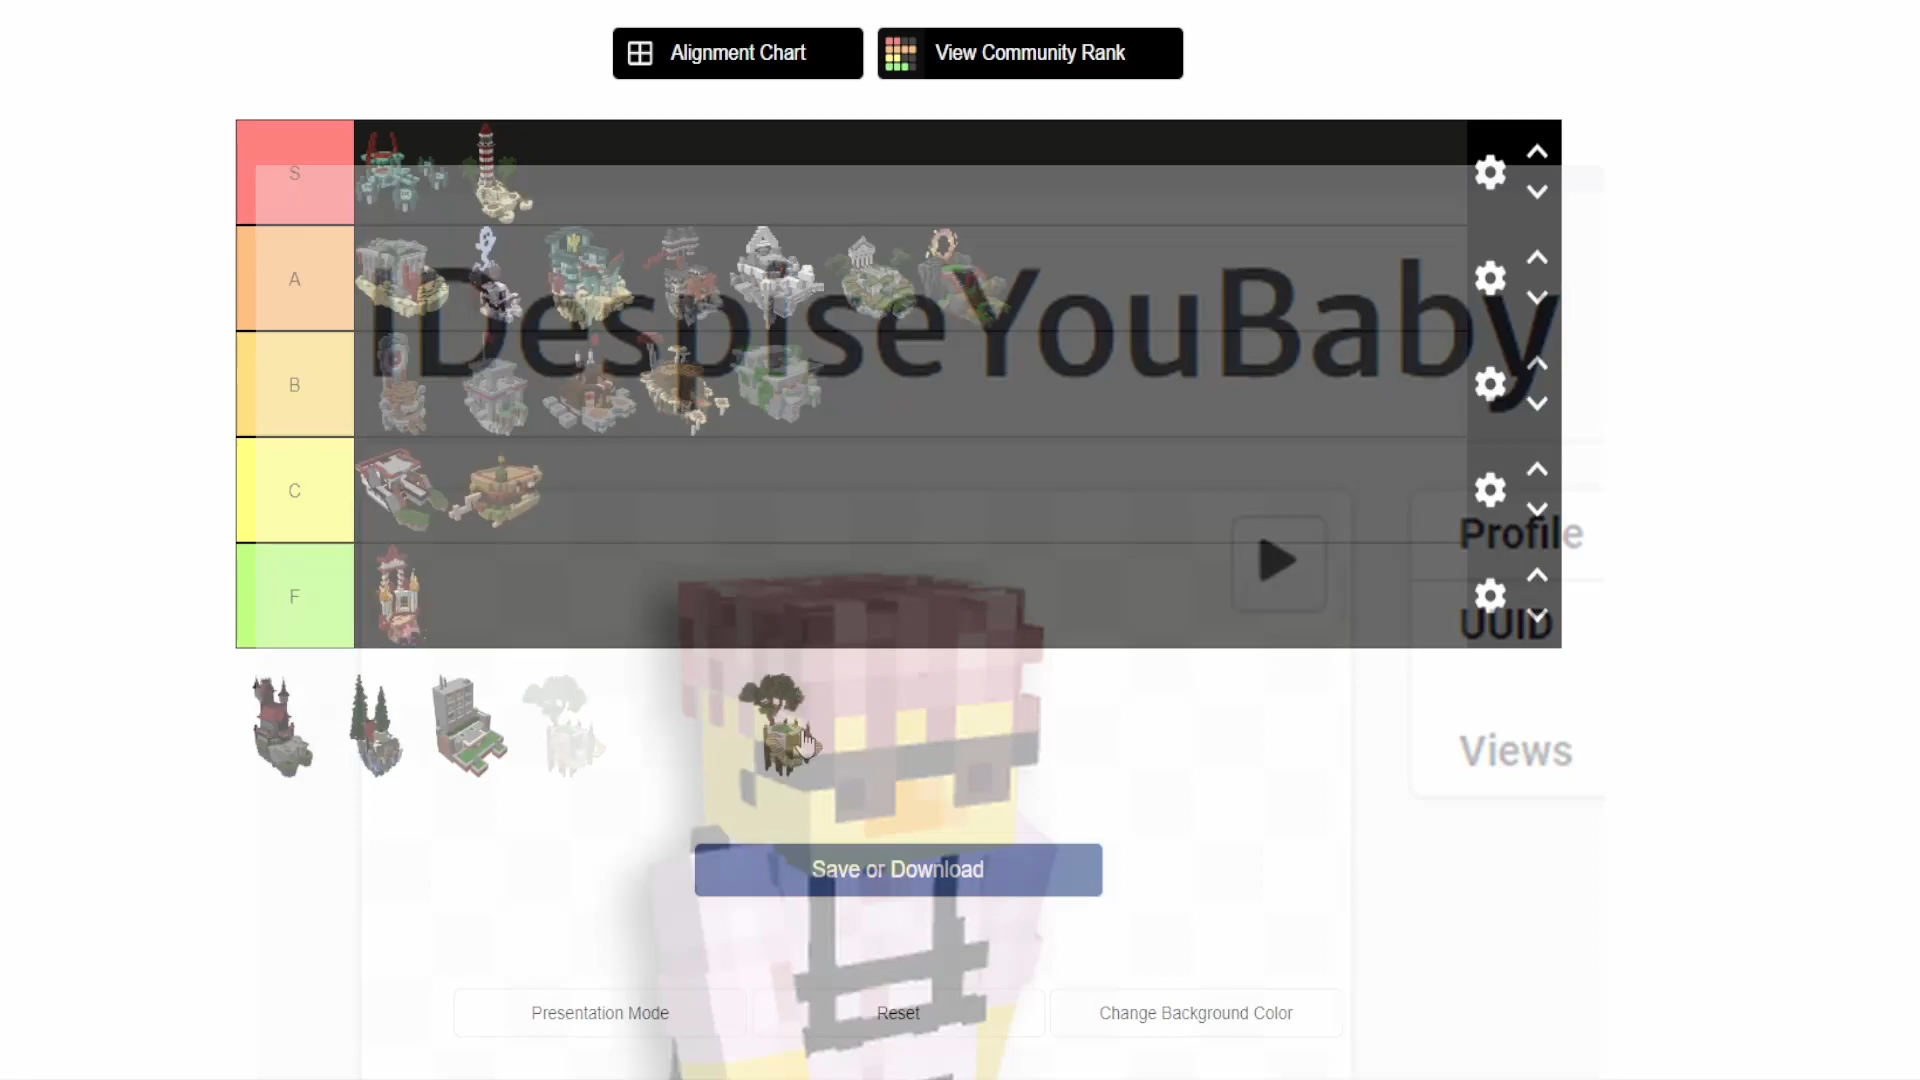 Alignment Chart
View Community Rank
S
A
IDespiseYouBaby
B
C
Profile
F
UUID
Views
Save or Download
Presentation Mode
Reset
Change Background Color